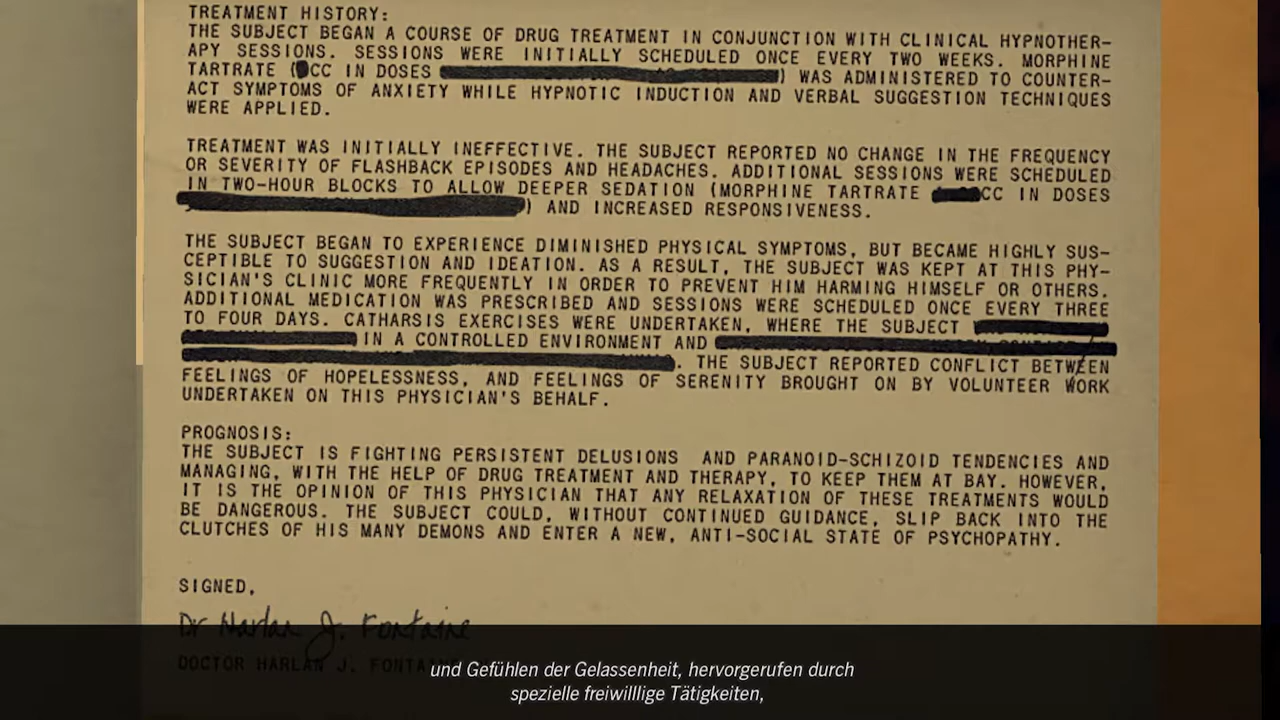 TREATMENT HISTORY:
THE SUBJECT BEGAN A COURSE OF DRUG TREATMENT IN CONJUNCTION WITH CLINICAL HYPNOTHER-
APY SESSIONS. SESSIONS WERE INITIALLY SCHEDULED ONCE EVERY TWO WEEKS. MORPHINE
TARTRATE ( CC IN DOSES ) WAS ADMINISTERED TO COUNTER-
ACT SYMPTOMS OF ANXIETY WHILE HYPNOTIC INDUCTION AND VERBAL SUGGESTION TECHNIQUES
WERE APPLIED.
TREATMENT WAS INITIALLY INEFFECTIVE. THE SUBJECT REPORTED NO CHANGE IN THE FREQUENCY
OR SEVERITY OF FLASHBACK EPISODES AND HEADACHES. ADDITIONAL SESSIONS WERE SCHEDULED
IN TWO-HOUR BLOCKS TO ALLOW DEEPER SEDATION (MORPHINE TARTRATE CC IN DOSES
) AND INCREASED RESPONSIVENESS.
THE SUBJECT BEGAN TO EXPERIENCE DIMINISHED PHYSICAL SYMPTOMS, BUT BECAME HIGHLY SUS-
CEPTIBLE TO SUGGESTION AND IDEATION. AS A RESULT, THE SUBJECT WAS KEPT AT THIS PHY-
SICIAN'S CLINIC MORE FREQUENTLY IN ORDER TO PREVENT HIM HARMING HIMSELF OR OTHERS.
ADDITIONAL MEDICATION WAS PRESCRIBED AND SESSIONS WERE SCHEDULED ONCE EVERY THREE
TO FOUR DAYS. CATHARSIS EXERCISES WERE UNDERTAKEN, WHERE THE SUBJECT
IN A CONTROLLED ENVIRONMENT AND
. THE SUBJECT REPORTED CONFLICT BETWEEN
FEELINGS OF HOPELESSNESS, AND FEELINGS OF SERENITY BROUGHT ON BY VOLUNTEER WORK
UNDERTAKEN ON THIS PHYSICIAN'S BEHALF.
PROGNOSIS:
THE SUBJECT IS FIGHTING PERSISTENT DELUSIONS AND PARANOID-SCHIZOID TENDENCIES AND
MANAGING, WITH THE HELP OF DRUG TREATMENT AND THERAPY, TO KEEP THEM AT BAY. HOWEVER,
IT IS THE OPINION OF THIS PHYSICIAN THAT ANY RELAXATION OF THESE TREATMENTS WOULD
BE DANGEROUS. THE SUBJECT COULD, WITHOUT CONTINUED GUIDANCE, SLIP BACK INTO THE
CLUTCHES OF HIS MANY DEMONS AND ENTER A NEW, ANTI-SOCIAL STATE OF PSYCHOPATHY.
SIGNED,
Dr Harlan J. Fontaine
DOCTOR HARLAN J.
und Gefühlen der Gelassenheit, hervorgerufen durch
spezielle freiwilllige Tätigkeiten,